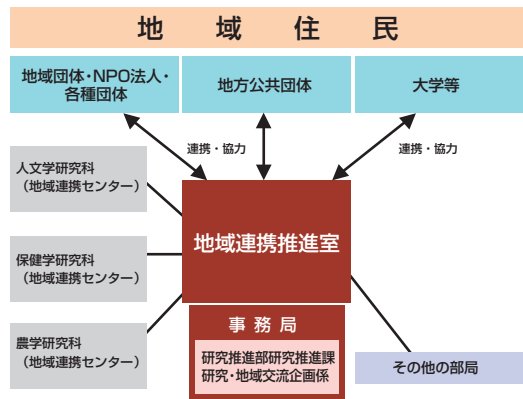 地域住民
地域団体・NPO法人・
各種団体
地方公共団体
大学等
連携・協力
連携・協力
人文学研究科
（地域連携センター）
保健学研究科
（地域連携センター）
農学研究科
（地域連携センター）
地域連携推進室
事務局
研究推進部研究推進課
研究・地域交流企画係
その他の部局